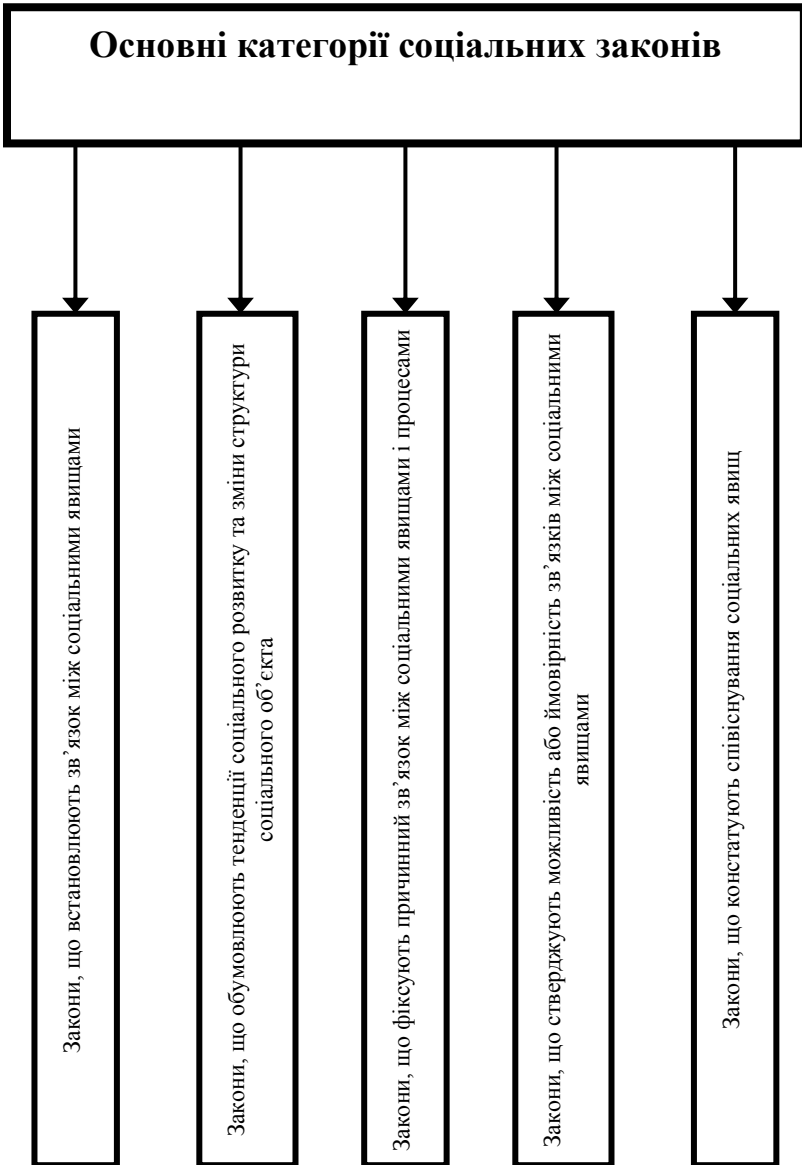 Основні категорії соціальних законів
Закони, що встановлюють зв’язок між соціальними явищами
Закони, що обумовлюють тенденції соціального розвитку та зміни структури
соціального об’єкта
Закони, що фіксують причинний зв’язок між соціальними явищами і процесами
Закони, що стверджують можливість або ймовірність зв’язків між соціальними
явищами
Закони, що констатують співіснування соціальних явищ